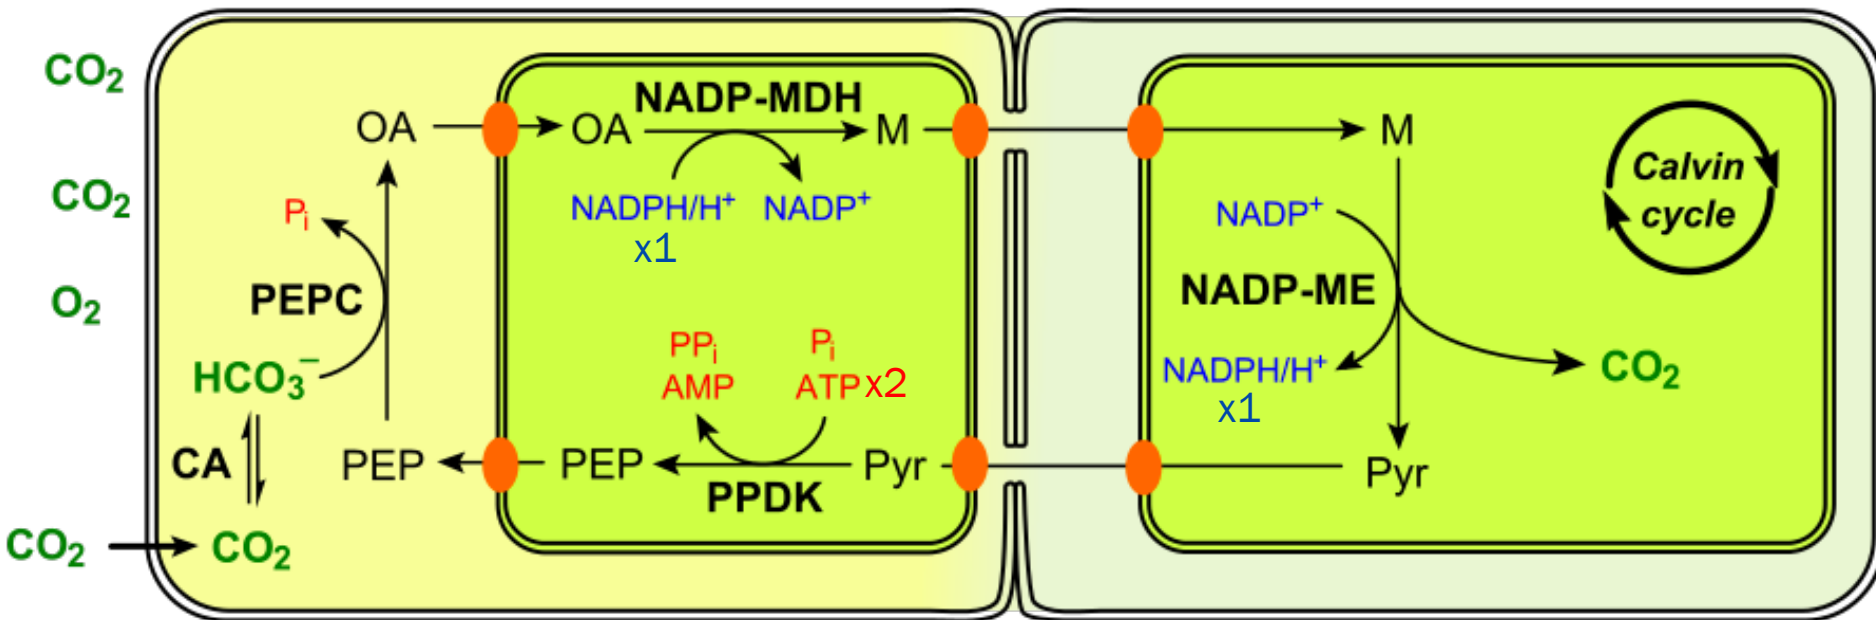 CO₂
CO₂
O₂
CO₂
CO₂
CA
HCO₃⁻
PEPC
Pᵢ
PEP
OA
OA
NADP-MDH
M
NADPH/H⁺
NADP⁺
x1
PPᵢ
AMP
Pᵢ
ATP x2
PEP
Pyr
PPDK
M
NADP⁺
NADP-ME
NADPH/H⁺
x1
CO₂
Pyr
Calvin
cycle